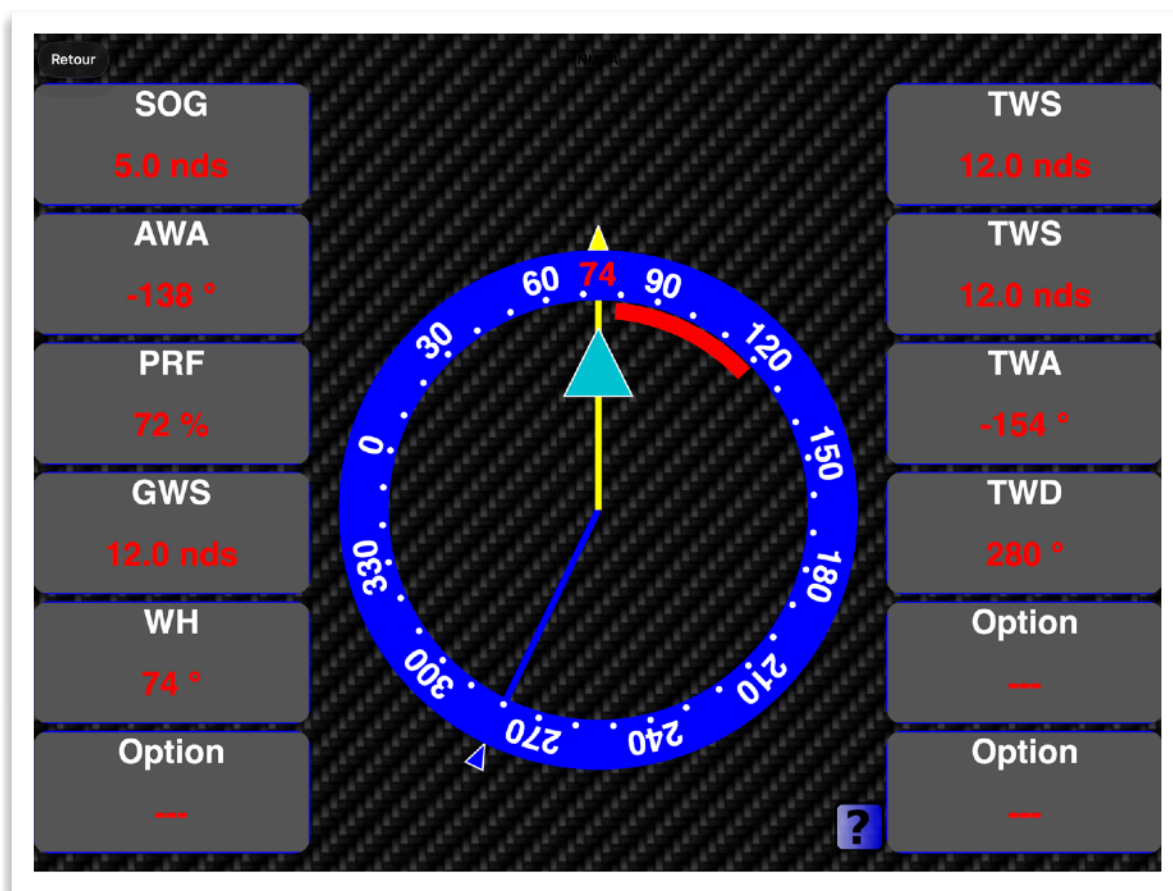 Retour
NMEA
SOG
5.0 nds
AWA
-138 °
PRF
72 %
GWS
12.0 nds
WH
74 °
Option
---
60
74
90
30
120
0
150
330
180
300
210
270
240
TWS
12.0 nds
TWS
12.0 nds
TWA
-154 °
TWD
280 °
Option
---
Option
---
?